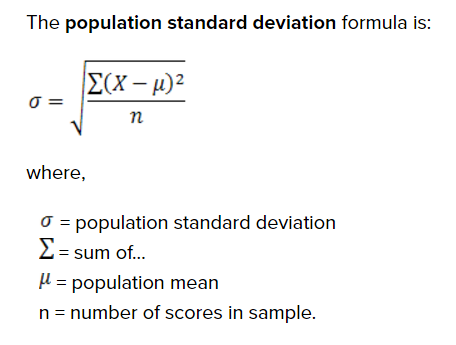 The population standard deviation formula is:
σ = √(∑(X – μ)² / n)
where,
σ = population standard deviation
∑ = sum of...
μ = population mean
n = number of scores in sample.